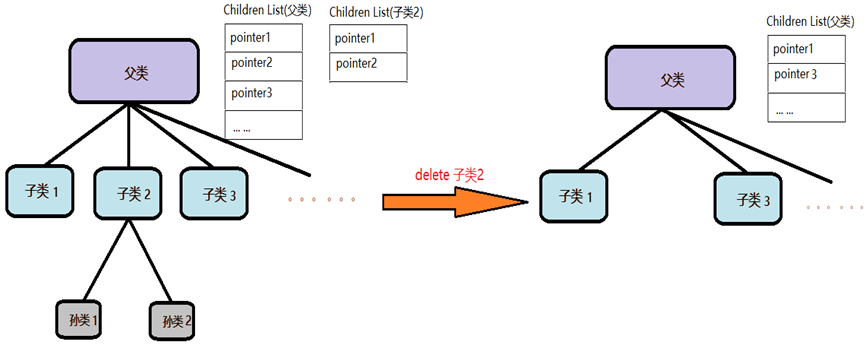 Children List(父类)
pointer1
pointer2
pointer3
... ...
Children List(子类2)
pointer1
pointer2
父类
子类 1
子类 2
子类 3
孙类 1
孙类 2
delete 子类2
Children List(父类)
pointer1
pointer 3
... ...
父类
子类 1
子类 3